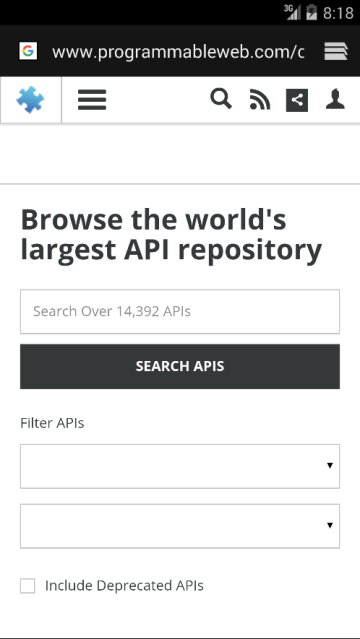 3G 8:18
www.programmableweb.com/c
Browse the world's
largest API repository
Search Over 14,392 APIs
SEARCH APIS
Filter APIs
Include Deprecated APIs